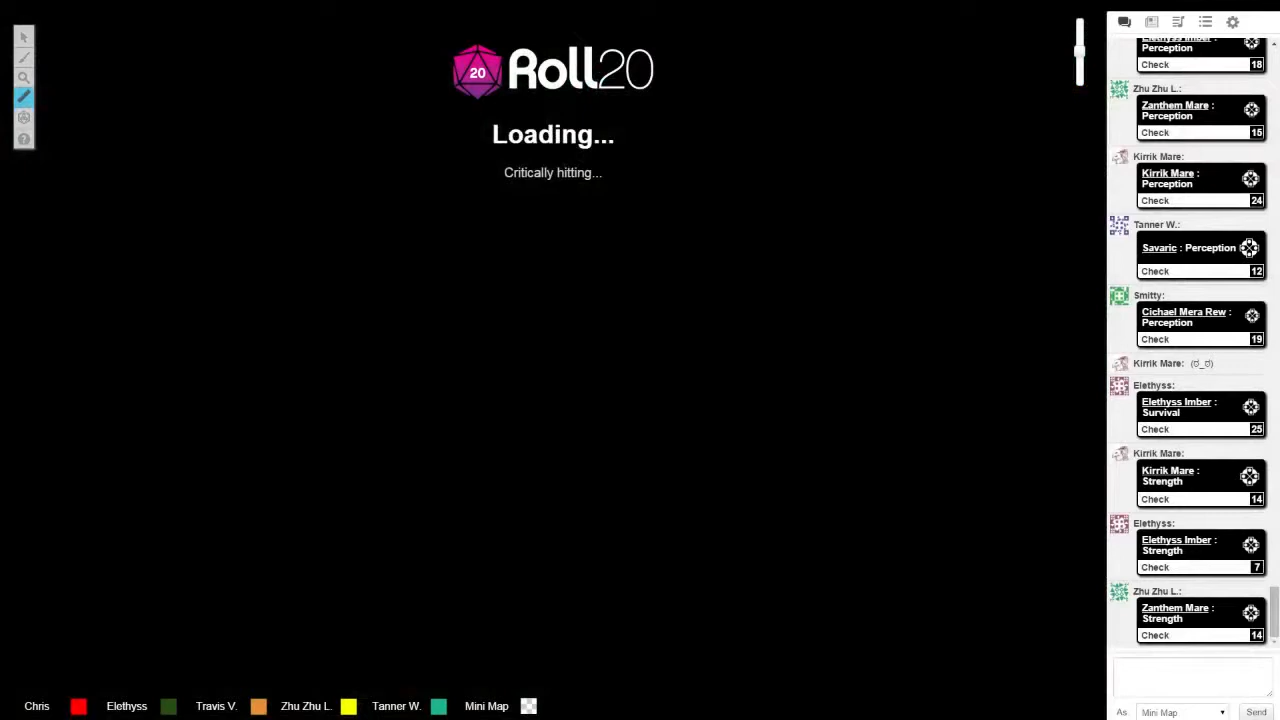 20 Roll20
Loading...
Critically hitting...
Elethyss Imber :
Perception
Check 18
Zhu Zhu L.:
Zanthem Mare :
Perception
Check 15
Kirrik Mare:
Kirrik Mare :
Perception
Check 24
Tanner W.:
Savaric : Perception
Check 12
Smitty:
Cichael Mera Rew :
Perception
Check 19
Kirrik Mare: (ಠ_ಠ)
Elethyss:
Elethyss Imber :
Survival
Check 25
Kirrik Mare:
Kirrik Mare :
Strength
Check 14
Elethyss:
Elethyss Imber :
Strength
Check 7
Zhu Zhu L.:
Zanthem Mare :
Strength
Check 14
As: Mini Map Send
Chris Elethyss Travis V. Zhu Zhu L. Tanner W. Mini Map